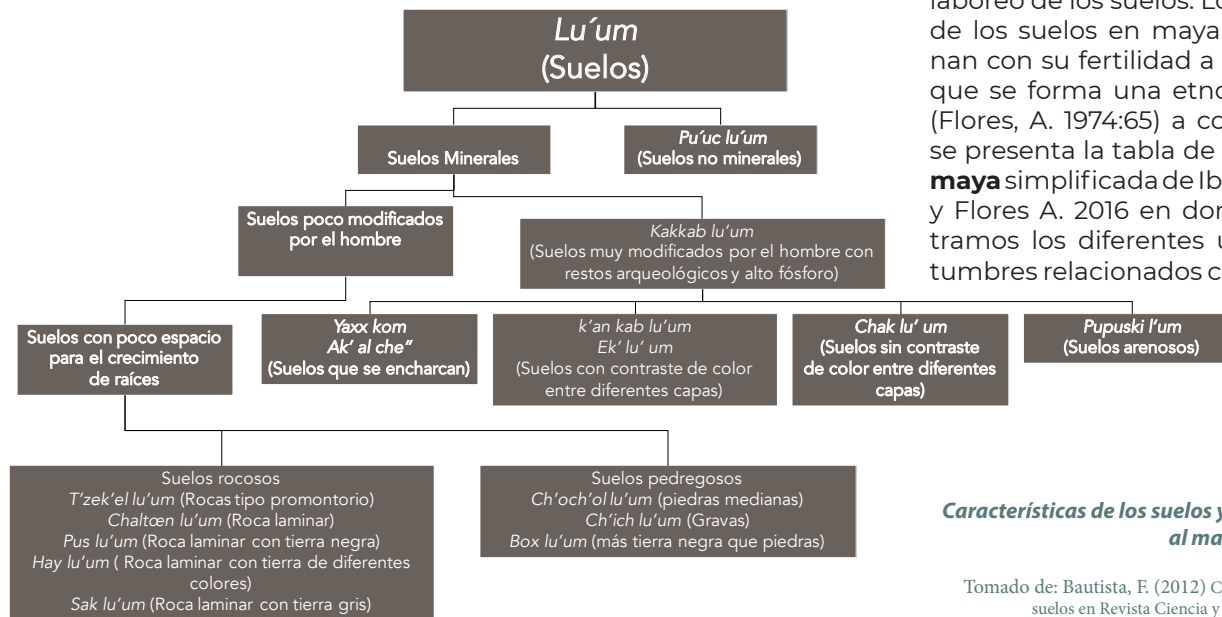 Lu´um
(Suelos)
Suelos Minerales
Pu´uc lu´um
(Suelos no minerales)
Suelos poco modificados
por el hombre
Kakkab lu’um
(Suelos muy modificados por el hombre con
restos arqueológicos y alto fósforo)
Suelos con poco espacio
para el crecimiento
de raíces
Yaxx kom
Ak’ al che”
(Suelos que se encharcan)
k’an kab lu’um
Ek’ lu’ um
(Suelos con contraste de color
entre diferentes capas)
Chak lu’ um
(Suelos sin contraste
de color entre diferentes
capas)
Pupuski l’um
(Suelos arenosos)
Suelos rocosos
T’zek’el lu’um (Rocas tipo promontorio)
Chaltœn lu’um (Roca laminar)
Pus lu’um (Roca laminar con tierra negra)
Hay lu’um ( Roca laminar con tierra de diferentes
colores)
Sak lu’um (Roca laminar con tierra gris)
Suelos pedregosos
Ch’och’ol lu’um (piedras medianas)
Ch’ich lu’um (Gravas)
Box lu’um (más tierra negra que piedras)
laboreo de los suelos. Lo
de los suelos en maya
nan con su fertilidad a
que se forma una etno
(Flores, A. 1974:65) a co
se presenta la tabla de
maya simplificada de Ib
y Flores A. 2016 en don
tramos los diferentes u
tumbres relacionados c
Características de los suelos y
al ma
Tomado de: Bautista, F. (2012) C
suelos en Revista Ciencia y